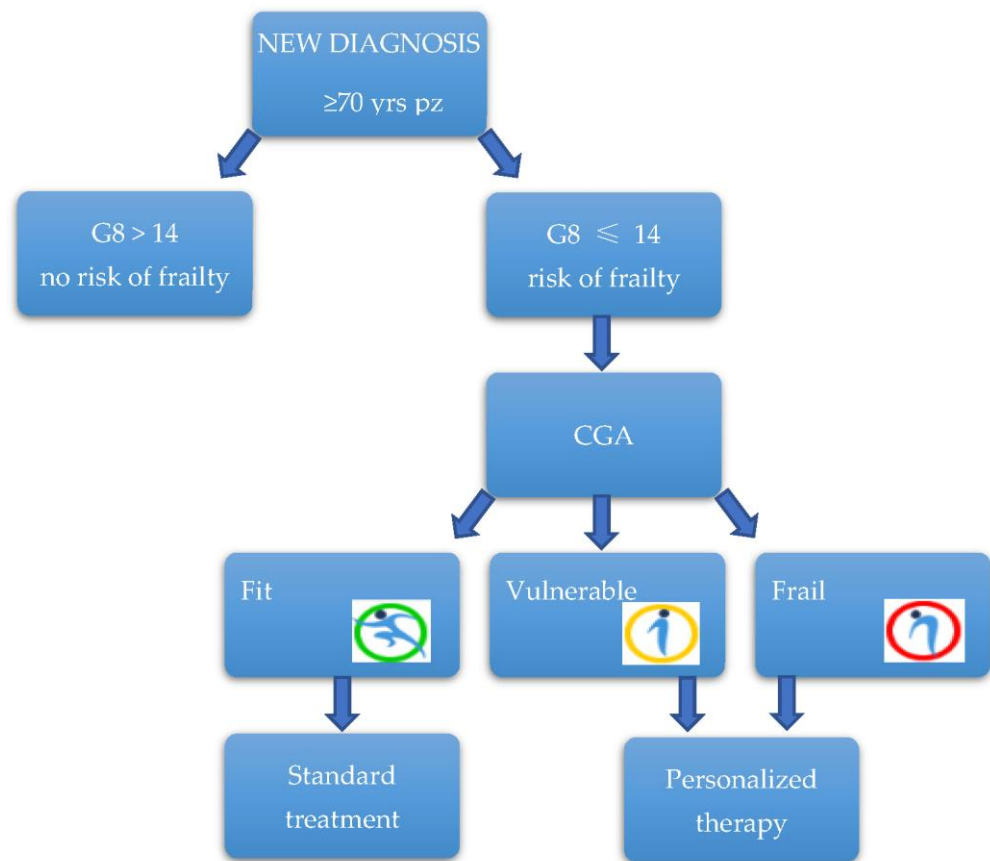 NEW DIAGNOSIS
≥70 yrs pz
G8 > 14
no risk of frailty
G8 ≤ 14
risk of frailty
CGA
Fit
Vulnerable
Frail
Standard
treatment
Personalized
therapy